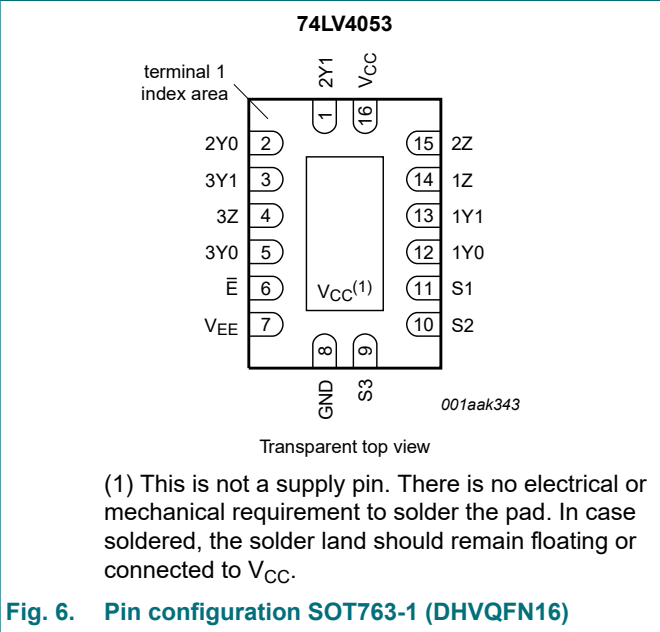 74LV4053
terminal 1
index area
2Y1
VCC
1
16
2Y0 2
15 2Z
3Y1 3
14 1Z
3Z 4
13 1Y1
3Y0 5
12 1Y0
E̅ 6
VCC(1)
11 S1
VEE 7
10 S2
8
9
GND
S3
001aak343
Transparent top view
(1) This is not a supply pin. There is no electrical or
mechanical requirement to solder the pad. In case
soldered, the solder land should remain floating or
connected to VCC.
Fig. 6. Pin configuration SOT763-1 (DHVQFN16)